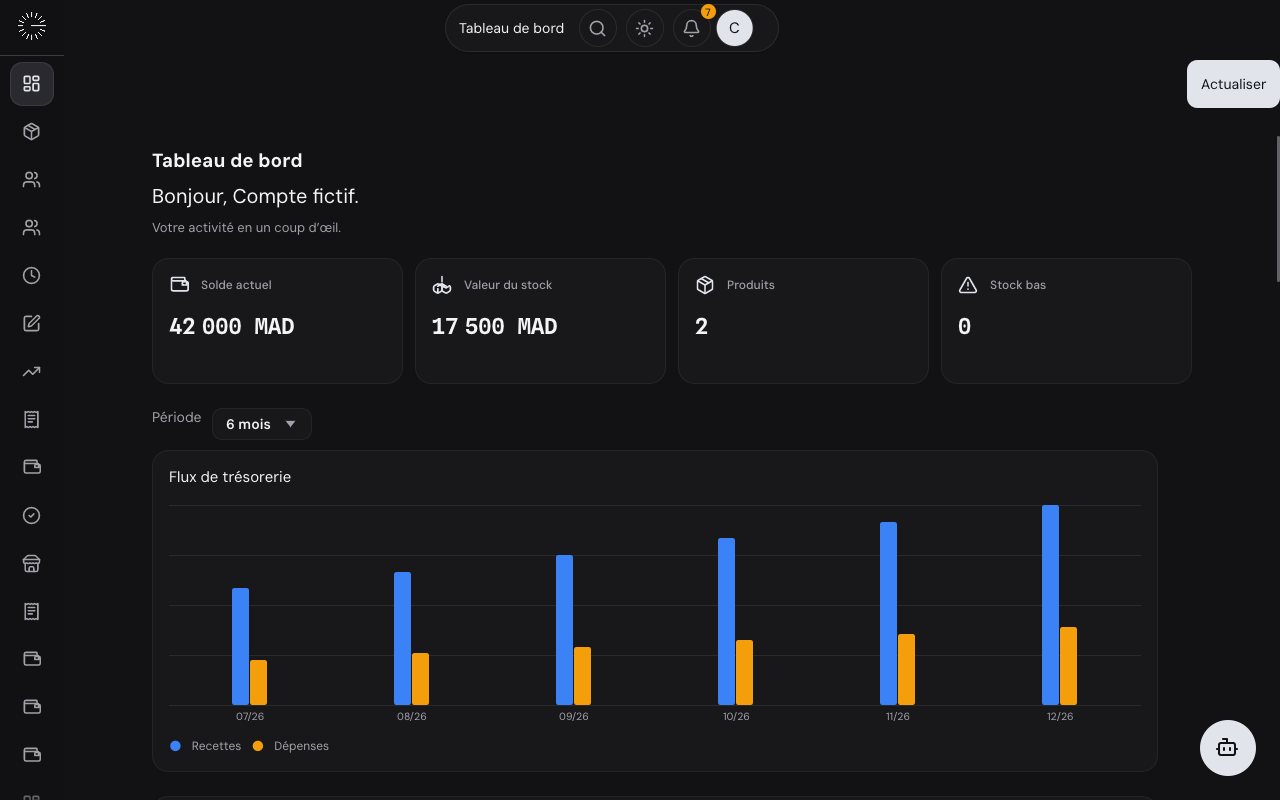 Tableau de bord
7
C
Actualiser
Tableau de bord
Bonjour, Compte fictif.
Votre activité en un coup d’œil.
Solde actuel
42 000 MAD
Valeur du stock
17 500 MAD
Produits
2
Stock bas
0
Période
6 mois
Flux de trésorerie
07/26 08/26 09/26 10/26 11/26 12/26
Recettes Dépenses